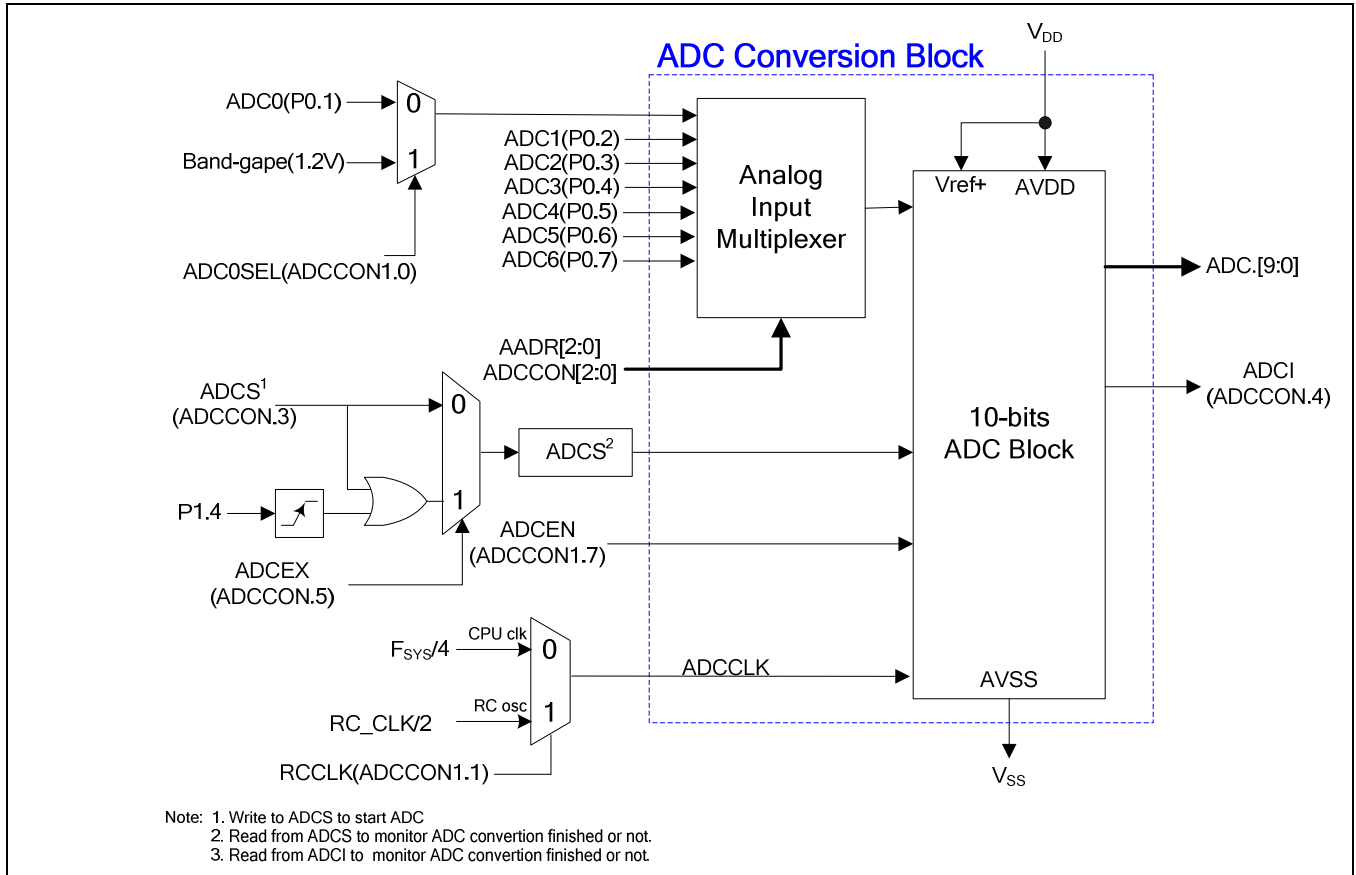 ADC Conversion Block
VDD
ADC0(P0.1)
0
Band-gape(1.2V)
1
ADC0SEL(ADCCON1.0)
ADC1(P0.2)
ADC2(P0.3)
ADC3(P0.4)
ADC4(P0.5)
ADC5(P0.6)
ADC6(P0.7)
Analog
Input
Multiplexer
Vref+
AVDD
ADC.[9:0]
AADR[2:0]
ADCCON[2:0]
ADCS1
(ADCCON.3)
0
1
ADCS2
P1.4
ADCEX
(ADCCON.5)
ADCEN
(ADCCON1.7)
10-bits
ADC Block
ADCI
(ADCCON.4)
FSYS/4
CPU clk
0
RC_CLK/2
RC osc
1
ADCCLK
RCCLK(ADCCON1.1)
AVSS
VSS
Note: 1. Write to ADCS to start ADC
2. Read from ADCS to monitor ADC convertion finished or not.
3. Read from ADCI to monitor ADC convertion finished or not.